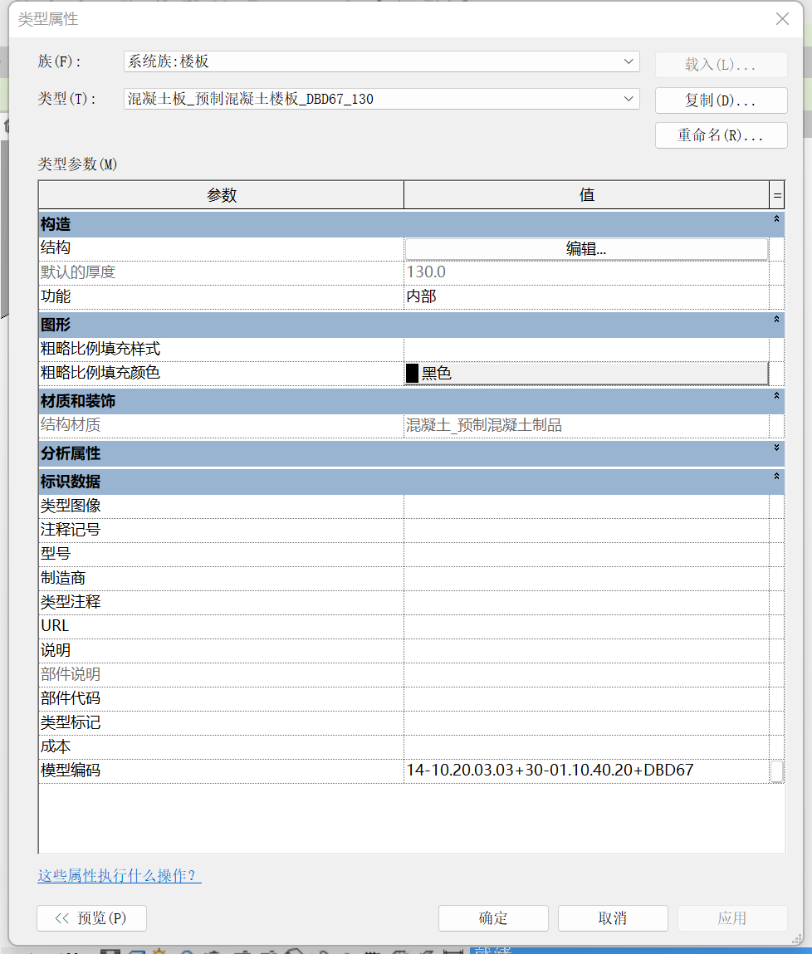 类型属性
族(F): 系统族:楼板 载入(L)...
类型(T): 混凝土板_预制混凝土楼板_DBD67_130 复制(D)...
重命名(R)...
类型参数(M)
参数 值 =
构造
结构 编辑...
默认的厚度 130.0
功能 内部
图形
粗略比例填充样式
粗略比例填充颜色 黑色
材质和装饰
结构材质 混凝土_预制混凝土制品
分析属性
标识数据
类型图像
注释记号
型号
制造商
类型注释
URL
说明
部件说明
部件代码
类型标记
成本
模型编码 14-10.20.03.03+30-01.10.40.20+DBD67
这些属性执行什么操作?
<< 预览(P) 确定 取消 应用